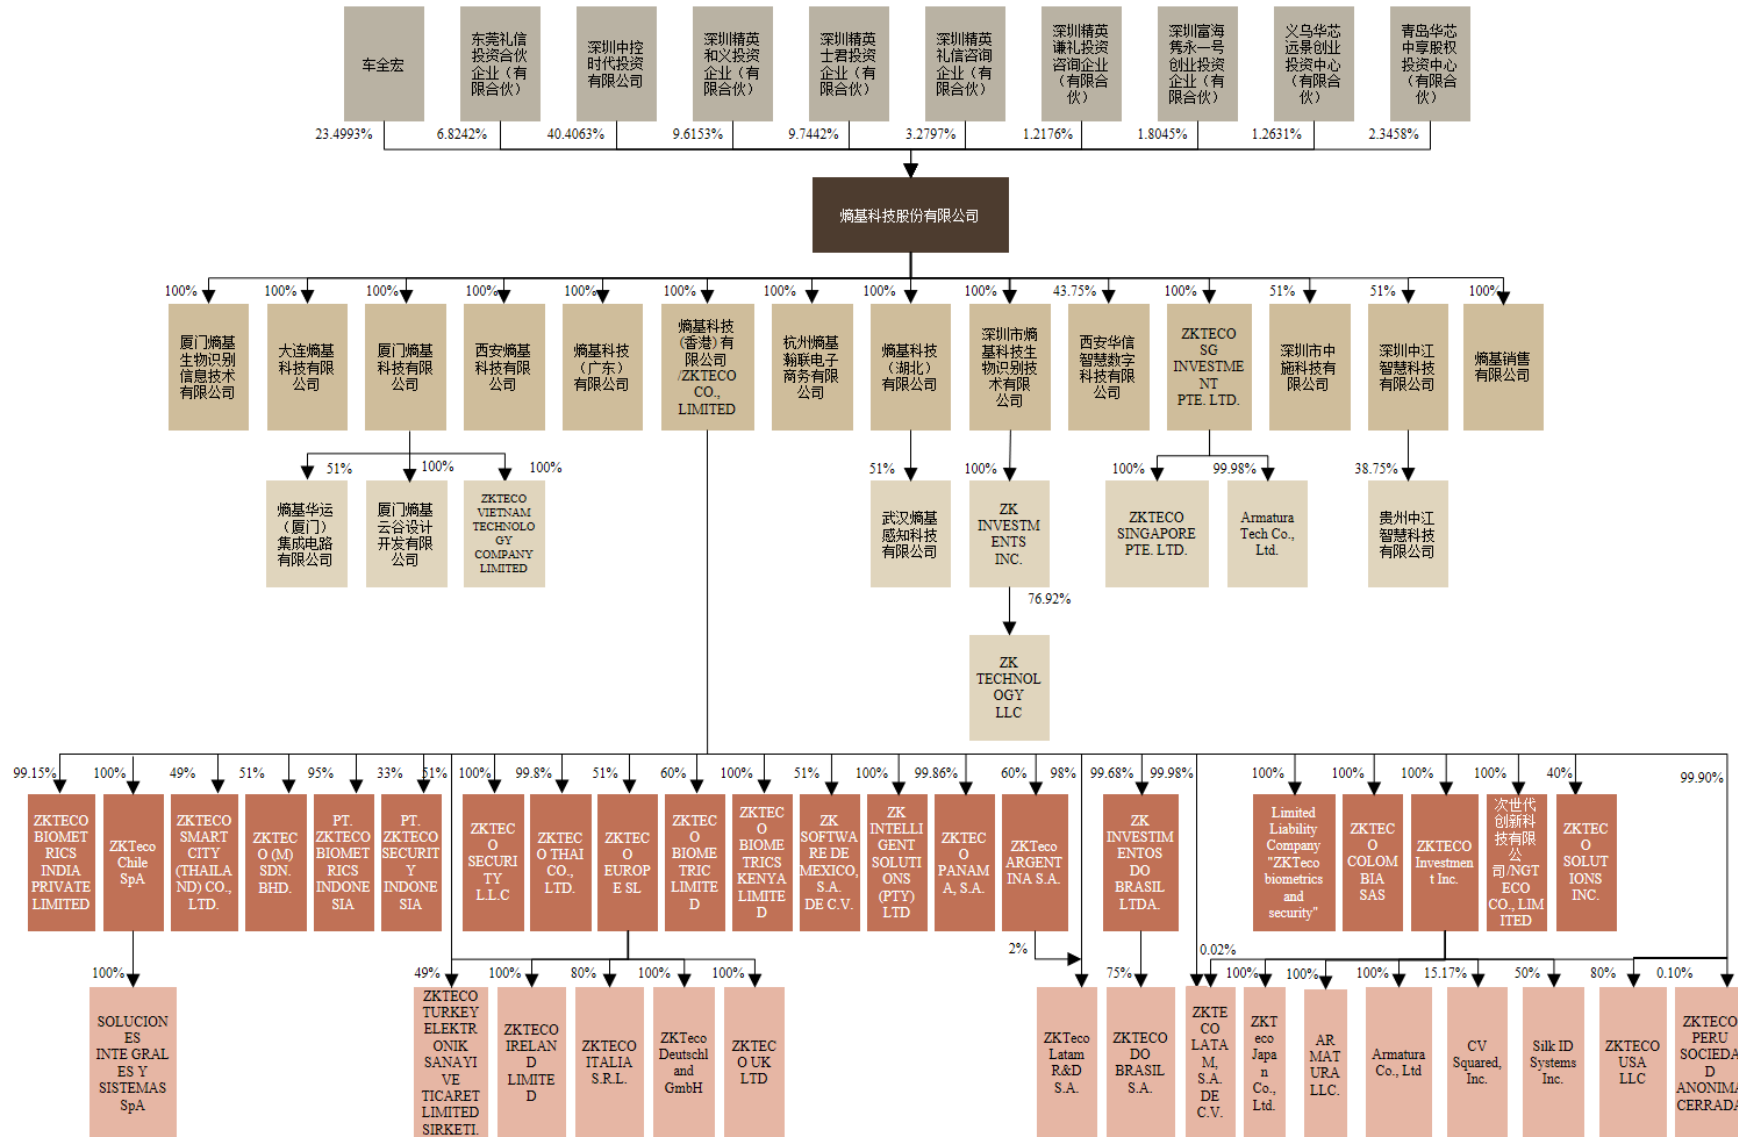 车全宏
东莞礼信
投资合伙
企业（有
限合伙）
深圳中控
时代投资
有限公司
深圳精英
和义投资
企业（有
限合伙）
深圳精英
士君投资
企业（有
限合伙）
深圳精英
礼信咨询
企业（有
限合伙）
深圳精英
谦礼投资
咨询企业
（有限合
伙）
深圳富海
隽永一号
创业投资
企业（有
限合伙）
义乌华芯
远景创业
投资中心
（有限合
伙）
青岛华芯
中享股权
投资中心
（有限合
伙）
23.4993%
6.8242%
40.4063%
9.6153%
9.7442%
3.2797%
1.2176%
1.8045%
1.2631%
2.3458%
熵基科技股份有限公司
100%
100%
100%
100%
100%
100%
100%
100%
100%
43.75%
100%
51%
51%
100%
厦门熵基
生物识别
信息技术
有限公司
大连熵基
科技有限
公司
厦门熵基
科技有限
公司
西安熵基
科技有限
公司
熵基科技
（广东）
有限公司
熵基科技
(香港)有
限公司
/ZKTECO
CO.,
LIMITED
杭州熵基
瀚联电子
商务有限
公司
熵基科技
（湖北）
有限公司
深圳市熵
基科技生
物识别技
术有限公
司
西安华信
智慧数字
科技有限
公司
ZKTECO
SG
INVESTME
NT
PTE. LTD.
深圳市中
施科技有
限公司
深圳中江
智慧科技
有限公司
熵基销售
有限公司
51%
100%
100%
51%
100%
100%
99.98%
38.75%
熵基华运
（厦门）
集成电路
有限公司
厦门熵基
云谷设计
开发有限
公司
ZKTECO
VIETNAM
TECHNOLO
GY
COMPANY
LIMITED
武汉熵基
感知科技
有限公司
ZK
INVESTM
ENTS
INC.
ZKTECO
SINGAPORE
PTE. LTD.
Armatura
Tech Co.,
Ltd.
贵州中江
智慧科技
有限公司
76.92%
ZK
TECHNOL
OGY
LLC
99.15%
100%
49%
51%
95%
33%
51%
100%
99.8%
51%
60%
100%
51%
100%
99.86%
60%
98%
99.68%
99.98%
100%
100%
100%
100%
40%
99.90%
ZKTECO
BIOMET
RICS
INDIA
PRIVATE
LIMITED
ZKTeco
Chile
SpA
ZKTECO
SMART
CITY
(THAILA
ND) CO.,
LTD.
ZKTEC
O (M)
SDN.
BHD.
PT.
ZKTECO
BIOMET
RICS
INDONE
SIA
PT.
ZKTECO
SECURIT
Y
INDONE
SIA
ZKTEC
O
SECURI
TY
L.L.C
ZKTEC
O THAI
CO.,
LTD.
ZKTEC
O
EUROP
E SL
ZKTEC
O
BIOME
TRIC
LIMITE
D
ZKTEC
O
BIOME
TRICS
KENYA
LIMITE
D
ZK
SOFTWA
RE DE
MEXICO,
S.A.
DE C.V.
ZK
INTELLI
GENT
SOLUTI
ONS
(PTY)
LTD
ZKTEC
O
PANAM
A, S.A.
ZKTeco
ARGENT
INA S.A.
ZK
INVESTIM
ENTOS
DO
BRASIL
LTDA.
Limited
Liability
Company
"ZKTeco
biometrics
and
security"
ZKTEC
O
COLOM
BIA
SAS
ZKTECO
Investmen
t Inc.
次世代
创新科
技有限
公
司/NGT
ECO
CO., LIM
ITED
ZKTEC
O
SOLUT
IONS
INC.
2%
0.02%
100%
49%
100%
80%
100%
100%
75%
100%
100%
100%
15.17%
50%
80%
0.10%
SOLUCION
ES
INTE GRAL
ES Y
SISTEMAS
SpA
ZKTECO
TURKEY
ELEKTR
ONIK
SANAYI
VE
TICARET
LIMITED
SIRKETI.
ZKTECO
IRELAN
D
LIMITE
D
ZKTECO
ITALIA
S.R.L.
ZKTeco
Deutschl
and
GmbH
ZKTEC
O UK
LTD
ZKTeco
Latam
R&D
S.A.
ZKTECO
DO
BRASIL
S.A.
ZKTE
CO
LATA
M,
S.A.
DE
C.V.
ZKT
eco
Japa
n
Co.,
Ltd.
AR
MAT
URA
LLC.
Armatura
Co., Ltd
CV
Squared,
Inc.
Silk ID
Systems
Inc.
ZKTECO
USA
LLC
ZKTECO
PERU
SOCIEDA
D
ANONIMA
CERRADA